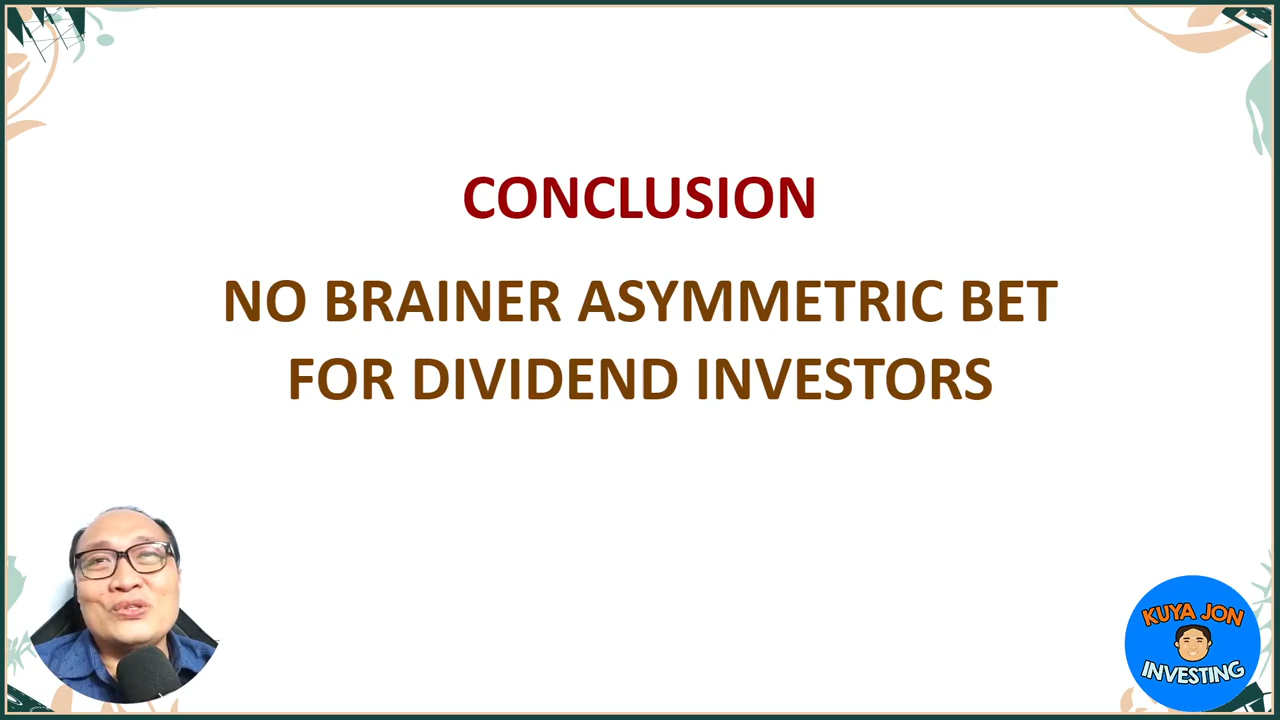 CONCLUSION
NO BRAINER ASYMMETRIC BET
FOR DIVIDEND INVESTORS
KUYA JON
INVESTING